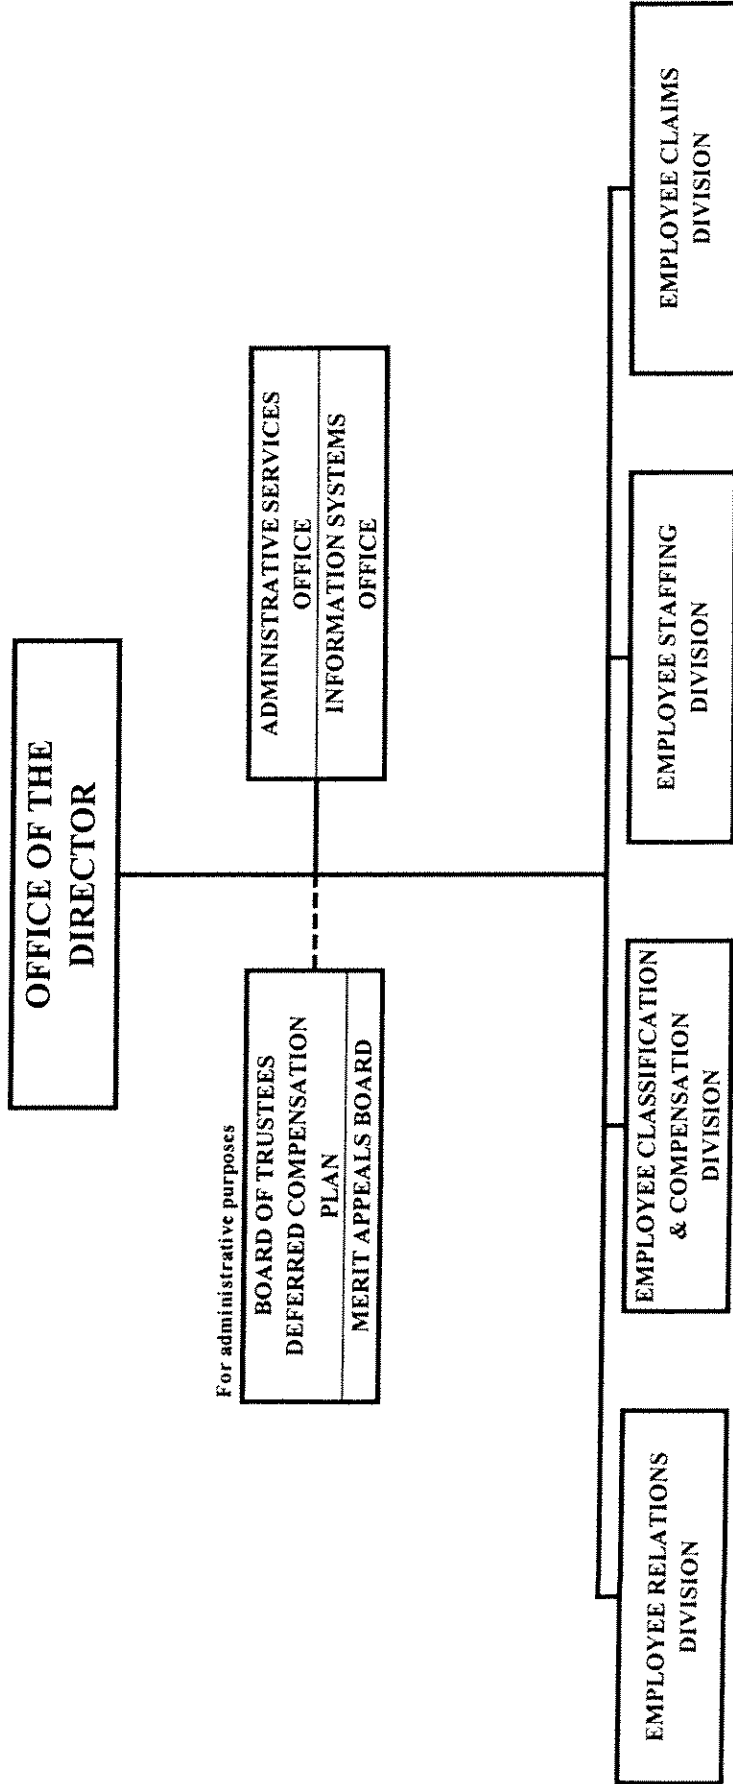 OFFICE OF THE
DIRECTOR
For administrative purposes
BOARD OF TRUSTEES
DEFERRED COMPENSATION
PLAN
MERIT APPEALS BOARD
ADMINISTRATIVE SERVICES
OFFICE
INFORMATION SYSTEMS
OFFICE
EMPLOYEE RELATIONS
DIVISION
EMPLOYEE CLASSIFICATION
& COMPENSATION
DIVISION
EMPLOYEE STAFFING
DIVISION
EMPLOYEE CLAIMS
DIVISION